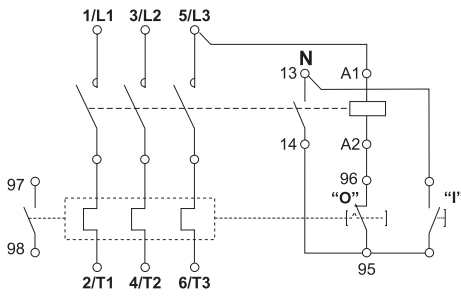 1/L1 3/L2 5/L3
N
13 A1
14 A2
97 96
"O" "I"
98 95
2/T1 4/T2 6/T3